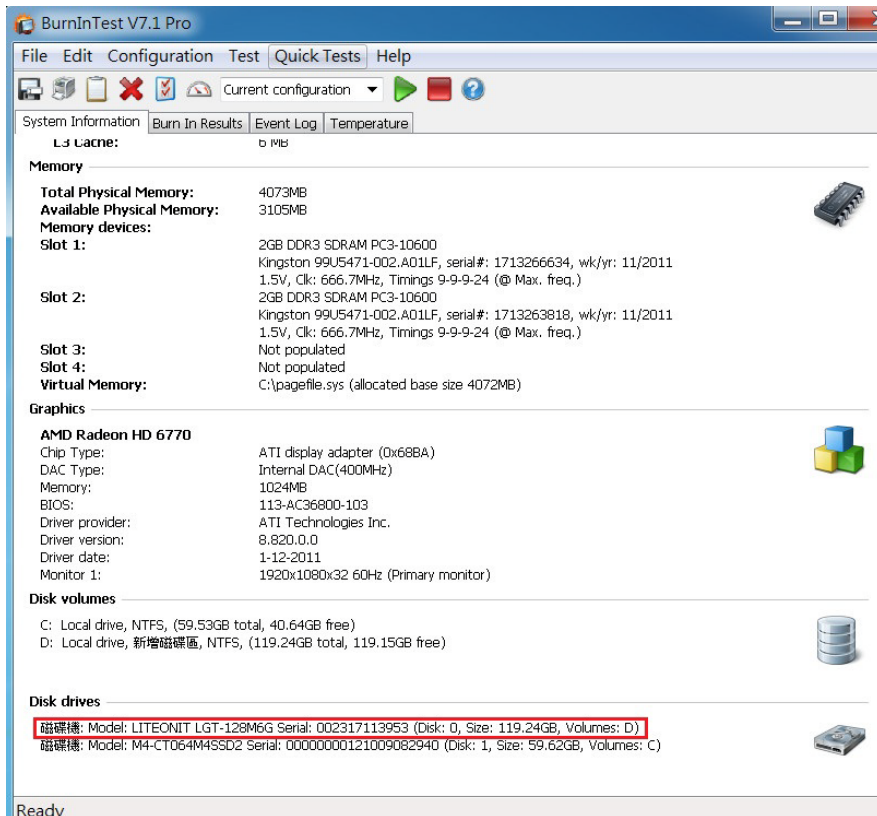 BurnInTest V7.1 Pro
File Edit Configuration Test Quick Tests Help
Current configuration
System Information Burn In Results Event Log Temperature
L3 Cache: 6 MB
Memory
Total Physical Memory: 4073MB
Available Physical Memory: 3105MB
Memory devices:
Slot 1: 2GB DDR3 SDRAM PC3-10600
Kingston 99U5471-002.A01LF, serial#: 1713266634, wk/yr: 11/2011
1.5V, Clk: 666.7MHz, Timings 9-9-9-24 (@ Max. freq.)
Slot 2: 2GB DDR3 SDRAM PC3-10600
Kingston 99U5471-002.A01LF, serial#: 1713263818, wk/yr: 11/2011
1.5V, Clk: 666.7MHz, Timings 9-9-9-24 (@ Max. freq.)
Slot 3: Not populated
Slot 4: Not populated
Virtual Memory: C:\pagefile.sys (allocated base size 4072MB)
Graphics
AMD Radeon HD 6770
Chip Type: ATI display adapter (0x68BA)
DAC Type: Internal DAC(400MHz)
Memory: 1024MB
BIOS: 113-AC36800-103
Driver provider: ATI Technologies Inc.
Driver version: 8.820.0.0
Driver date: 1-12-2011
Monitor 1: 1920x1080x32 60Hz (Primary monitor)
Disk volumes
C: Local drive, NTFS, (59.53GB total, 40.64GB free)
D: Local drive, 新增磁碟區, NTFS, (119.24GB total, 119.15GB free)
Disk drives
磁碟機: Model: LITEONIT LGT-128M6G Serial: 002317113953 (Disk: 0, Size: 119.24GB, Volumes: D)
磁碟機: Model: M4-CT064M4SSD2 Serial: 00000000121009082940 (Disk: 1, Size: 59.62GB, Volumes: C)
Ready